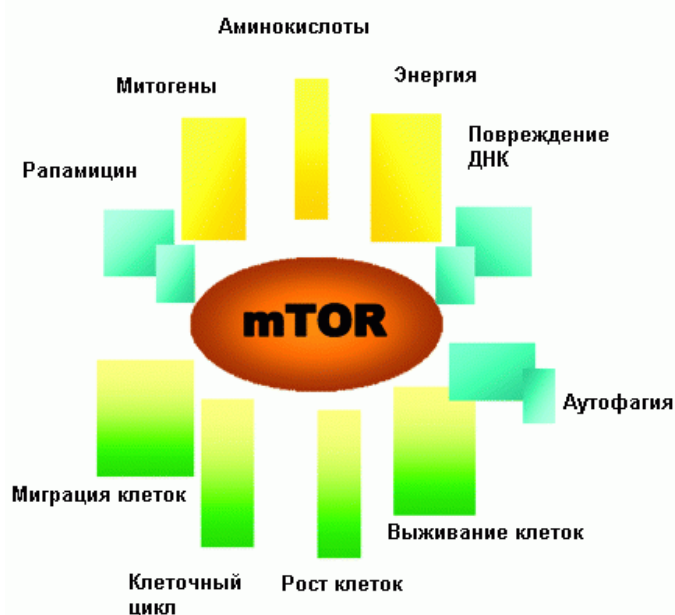 Аминокислоты
Митогены
Энергия
Повреждение
ДНК
Рапамицин
mTOR
Аутофагия
Миграция клеток
Выживание клеток
Клеточный
цикл
Рост клеток